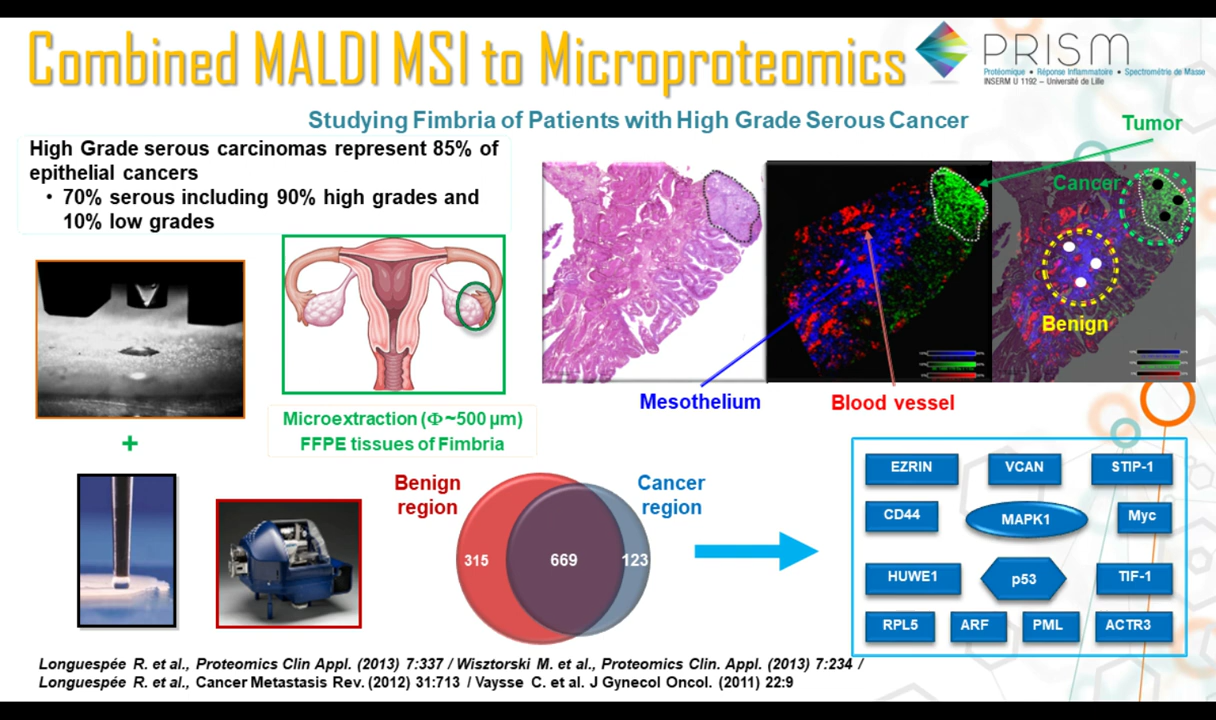 Combined MALDI MSI to Microproteomics
PRISM
Protéomique • Réponse Inflammatoire • Spectrométrie de Masse
INSERM U 1192 – Université de Lille
Studying Fimbria of Patients with High Grade Serous Cancer
Tumor
High Grade serous carcinomas represent 85% of
epithelial cancers
• 70% serous including 90% high grades and
10% low grades
Cancer
Benign
Mesothelium
Blood vessel
Microextraction (Φ~500 µm)
FFPE tissues of Fimbria
+
Benign
region
Cancer
region
315
669
123
EZRIN
VCAN
STIP-1
CD44
MAPK1
Myc
HUWE1
p53
TIF-1
RPL5
ARF
PML
ACTR3
Longuespée R. et al., Proteomics Clin Appl. (2013) 7:337 / Wisztorski M. et al., Proteomics Clin. Appl. (2013) 7:234 /
Longuespée R. et al., Cancer Metastasis Rev. (2012) 31:713 / Vaysse C. et al. J Gynecol Oncol. (2011) 22:9